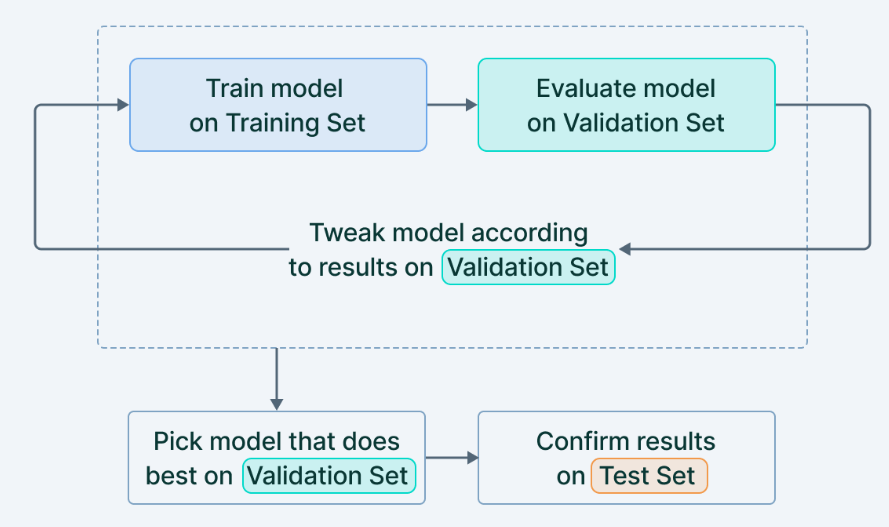 Train model
on Training Set
Evaluate model
on Validation Set
Tweak model according
to results on Validation Set
Pick model that does
best on Validation Set
Confirm results
on Test Set